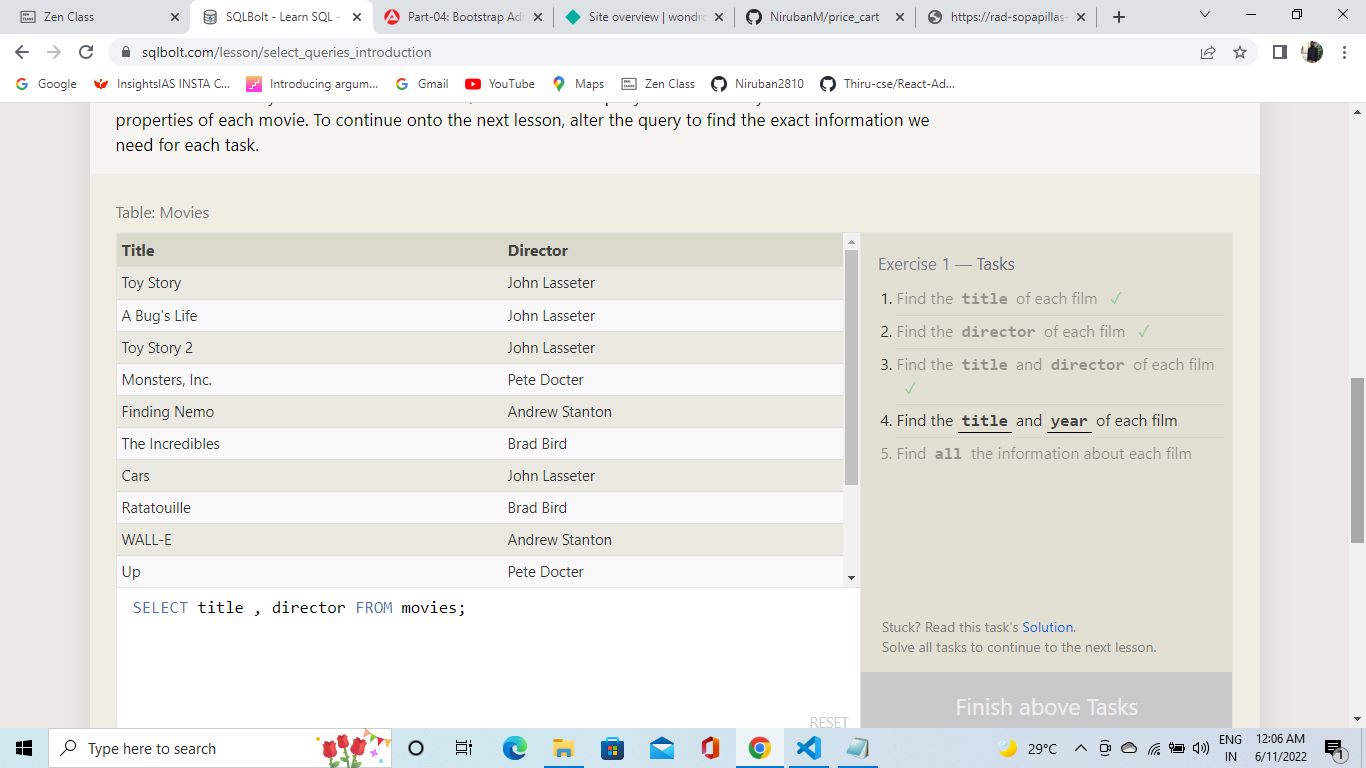 Zen Class
SQLBolt - Learn SQL -
Part-04: Bootstrap Adm
Site overview | wondro
NirubanM/price_cart
https://rad-sopapillas-
sqlbolt.com/lesson/select_queries_introduction
Google
InsightsIAS INSTA C...
Introducing argum...
Gmail
YouTube
Maps
Zen Class
Niruban2810
Thiru-cse/React-Ad...
properties of each movie. To continue onto the next lesson, alter the query to find the exact information we
need for each task.
Table: Movies
Title Director
Toy Story John Lasseter
A Bug's Life John Lasseter
Toy Story 2 John Lasseter
Monsters, Inc. Pete Docter
Finding Nemo Andrew Stanton
The Incredibles Brad Bird
Cars John Lasseter
Ratatouille Brad Bird
WALL-E Andrew Stanton
Up Pete Docter
SELECT title , director FROM movies;
RESET
Exercise 1 — Tasks
1. Find the title of each film ✓
2. Find the director of each film ✓
3. Find the title and director of each film
✓
4. Find the title and year of each film
5. Find all the information about each film
Stuck? Read this task's Solution.
Solve all tasks to continue to the next lesson.
Finish above Tasks
Type here to search
29°C
ENG
IN
12:06 AM
6/11/2022
1